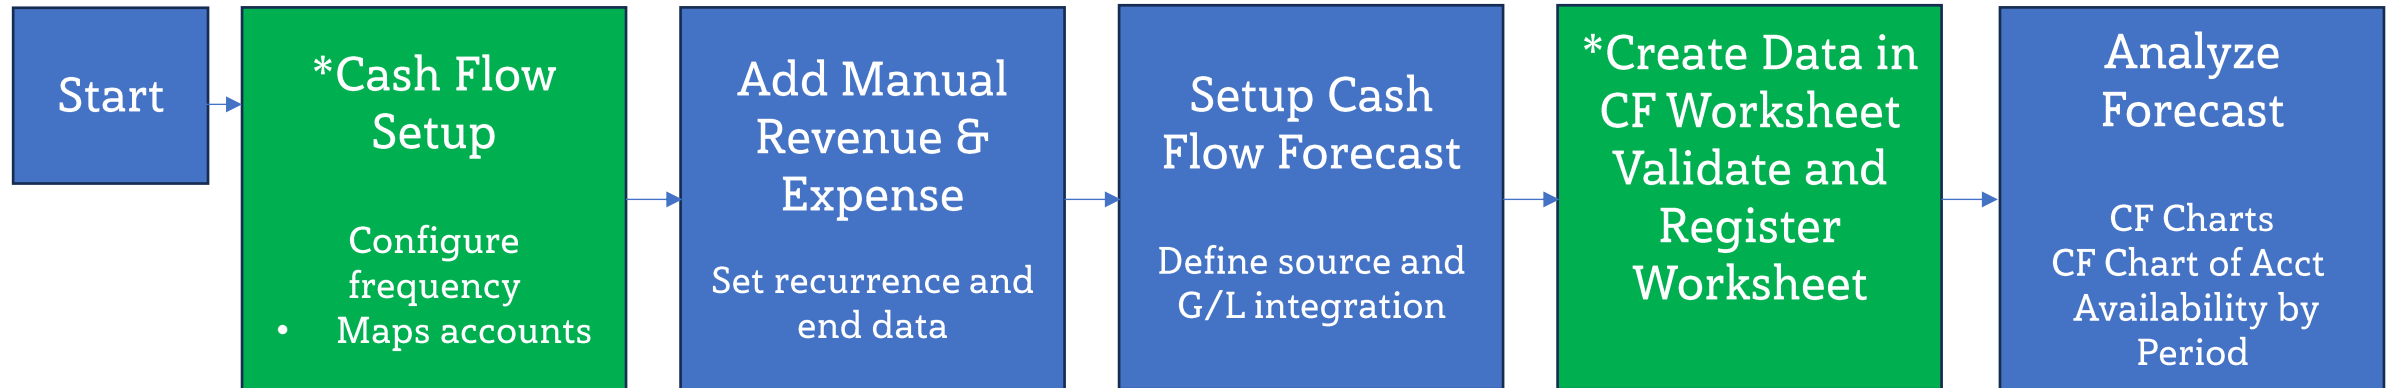 Start
*Cash Flow
Setup
Configure
frequency
• Maps accounts
Add Manual
Revenue &
Expense
Set recurrence and
end data
Setup Cash
Flow Forecast
Define source and
G/L integration
*Create Data in
CF Worksheet
Validate and
Register
Worksheet
Analyze
Forecast
CF Charts
CF Chart of Acct
Availability by
Period